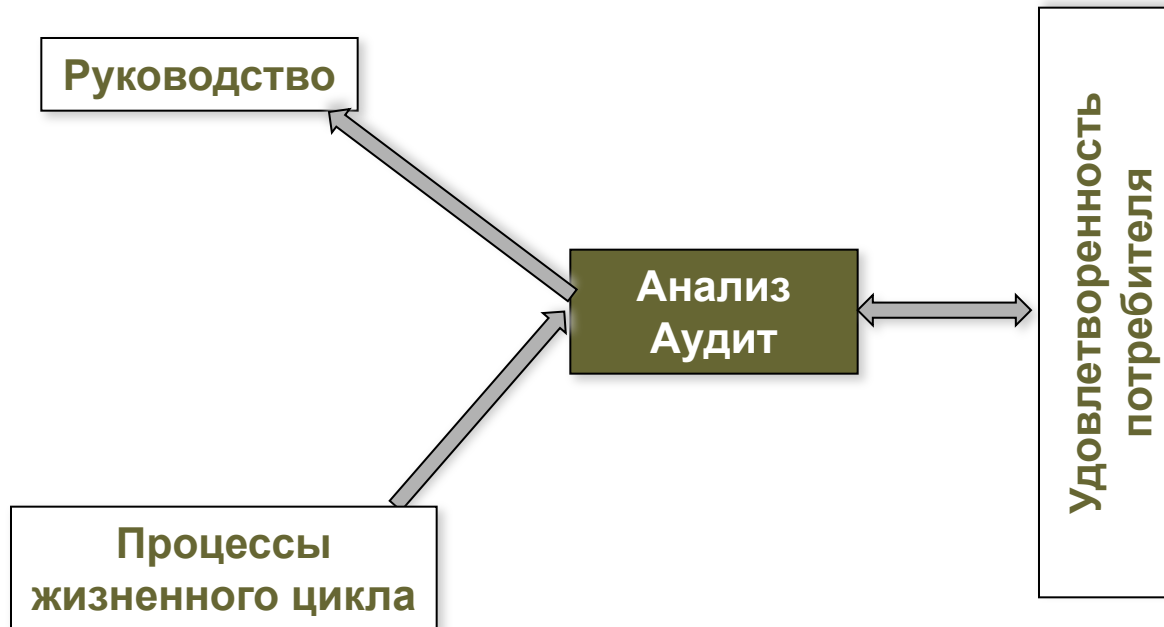 Руководство
Анализ
Аудит
Удовлетворенность
потребителя
Процессы
жизненного цикла